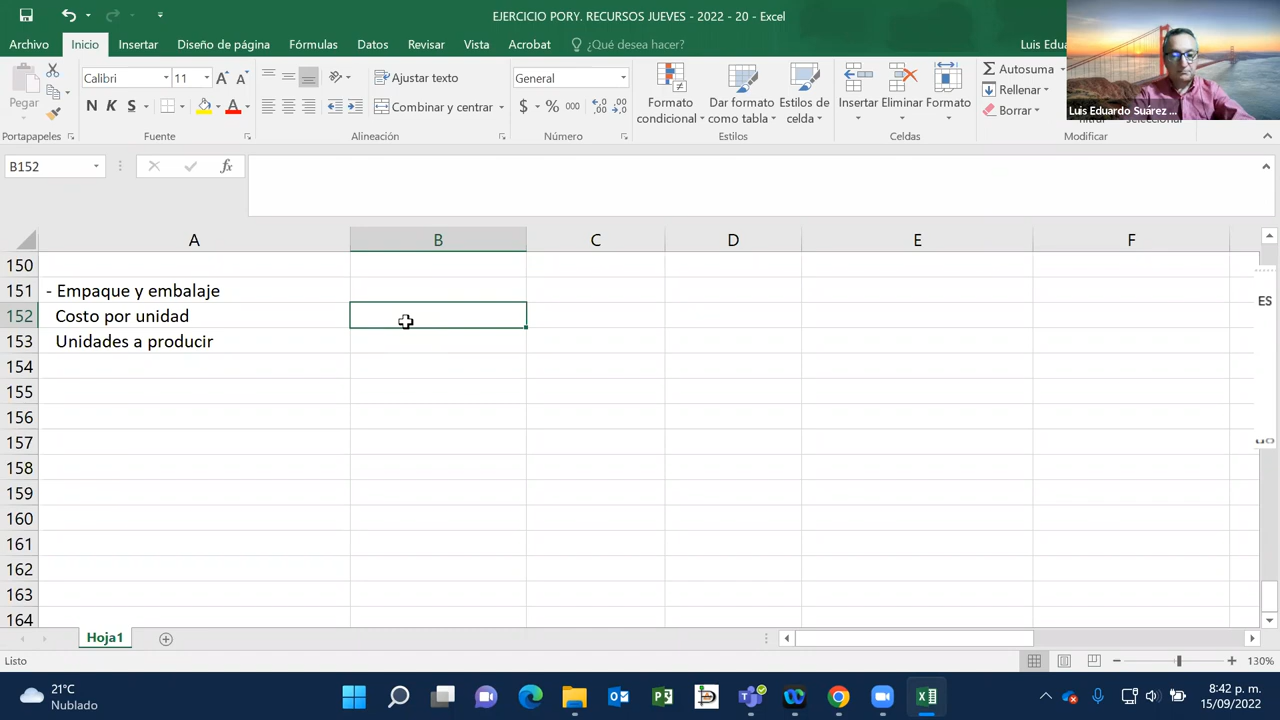 EJERCICIO PORY. RECURSOS JUEVES - 2022 - 20 - Excel
Luis Edua
Archivo Inicio Insertar Diseño de página Fórmulas Datos Revisar Vista Acrobat ¿Qué desea hacer?
Luis Eduardo Suárez ...
Pegar
Calibri 11
N K S
Ajustar texto
Combinar y centrar
General
$ % 000
Formato condicional
Dar formato como tabla
Estilos de celda
Insertar Eliminar Formato
Autosuma
Rellenar
Borrar
Portapapeles Fuente Alineación Número Estilos Celdas Modificar
B152
fx
A B C D E F
150
151 - Empaque y embalaje
152 Costo por unidad
153 Unidades a producir
154
155
156
157
158
159
160
161
162
163
164
ES
Hoja1
Listo
130%
21°C
Nublado
8:42 p. m.
15/09/2022